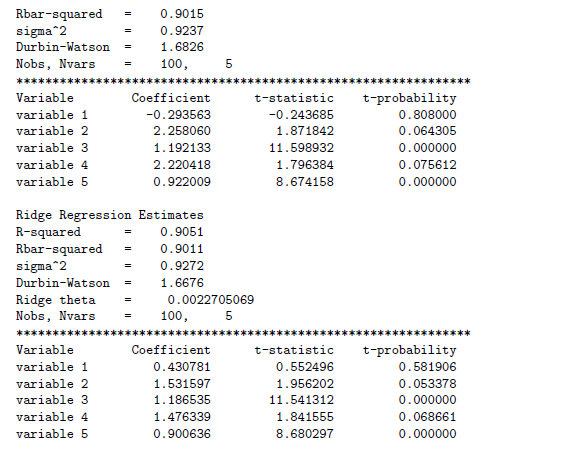 Rbar-squared = 0.9015
sigma^2 = 0.9237
Durbin-Watson = 1.6826
Nobs, Nvars = 100, 5
******************************************************************
Variable Coefficient t-statistic t-probability
variable 1 -0.293563 -0.243685 0.808000
variable 2 2.258060 1.871842 0.064305
variable 3 1.192133 11.598932 0.000000
variable 4 2.220418 1.796384 0.075612
variable 5 0.922009 8.674158 0.000000
Ridge Regression Estimates
R-squared = 0.9051
Rbar-squared = 0.9011
sigma^2 = 0.9272
Durbin-Watson = 1.6676
Ridge theta = 0.0022705069
Nobs, Nvars = 100, 5
******************************************************************
Variable Coefficient t-statistic t-probability
variable 1 0.430781 0.552496 0.581906
variable 2 1.531597 1.956202 0.053378
variable 3 1.186535 11.541312 0.000000
variable 4 1.476339 1.841555 0.068661
variable 5 0.900636 8.680297 0.000000